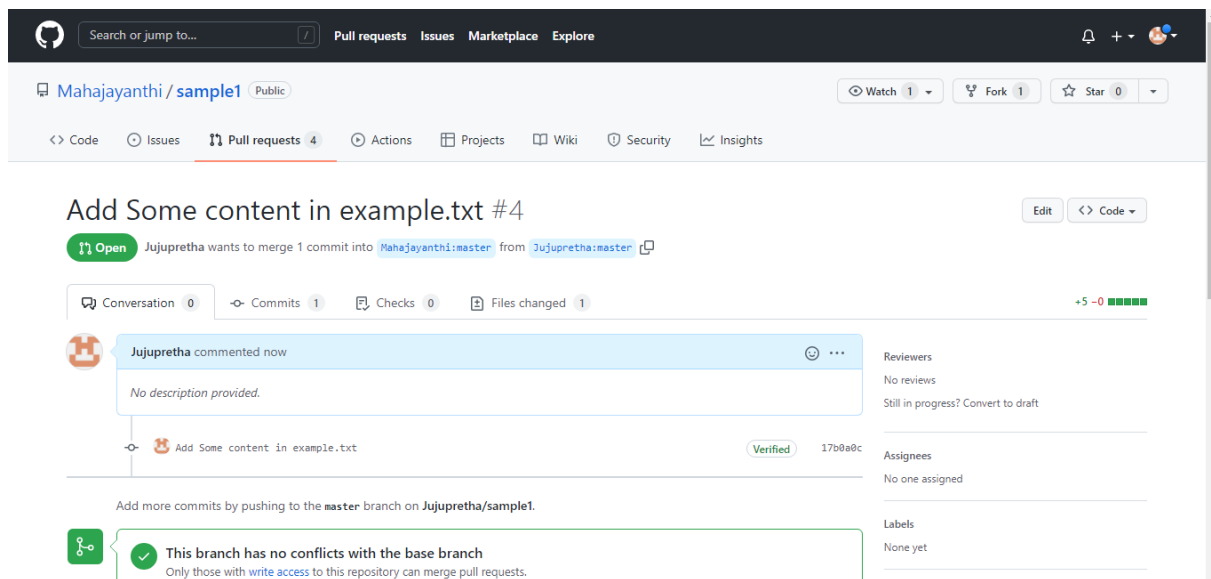 Search or jump to... / Pull requests Issues Marketplace Explore
Mahajayanthi / sample1 Public Watch 1 Fork 1 Star 0
Code Issues Pull requests 4 Actions Projects Wiki Security Insights
Add Some content in example.txt #4 Edit Code
Open Jujupretha wants to merge 1 commit into Mahajayanthi:master from Jujupretha:master
Conversation 0 Commits 1 Checks 0 Files changed 1 +5 −0
Jujupretha commented now
Reviewers
No reviews
No description provided.
Still in progress? Convert to draft
Add Some content in example.txt Verified 17b0a0c
Assignees
No one assigned
Add more commits by pushing to the master branch on Jujupretha/sample1.
Labels
None yet
This branch has no conflicts with the base branch
Only those with write access to this repository can merge pull requests.